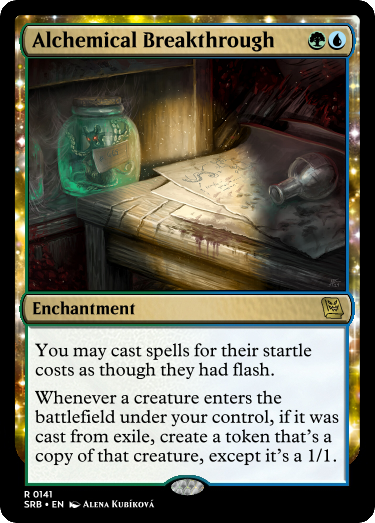 Alchemical Breakthrough
Enchantment
You may cast spells for their startle
costs as though they had flash.
Whenever a creature enters the
battlefield under your control, if it was
cast from exile, create a token that's a
copy of that creature, except it's a 1/1.
R 0141
SRB • EN Alena Kubíková